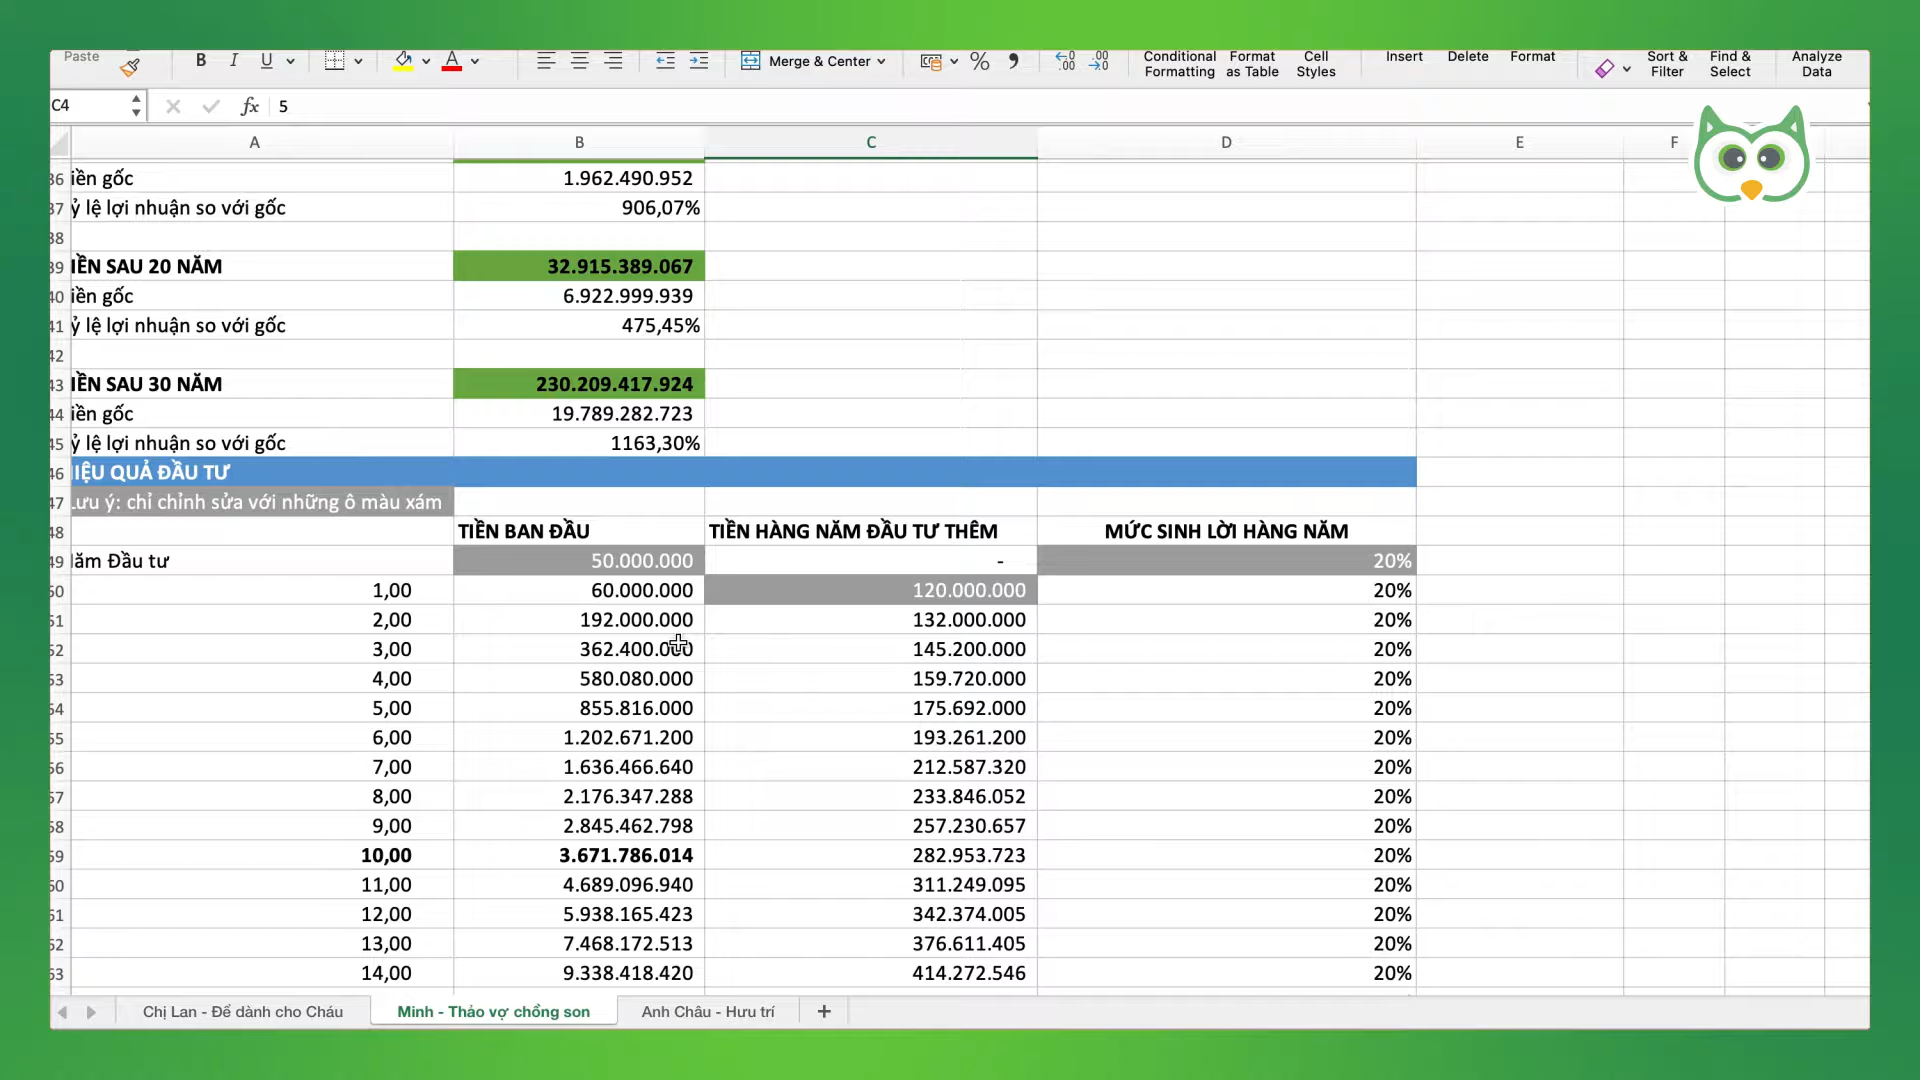 Paste B I U Merge & Center % Conditional Formatting Format as Table Cell Styles Insert Delete Format Sort & Filter Find & Select Analyze Data
C4 fx 5
A B C D E F
36 iền gốc 1.962.490.952
37 ỷ lệ lợi nhuận so với gốc 906,07%
38
39 IỀN SAU 20 NĂM 32.915.389.067
40 iền gốc 6.922.999.939
41 ỷ lệ lợi nhuận so với gốc 475,45%
42
43 IỀN SAU 30 NĂM 230.209.417.924
44 iền gốc 19.789.282.723
45 ỷ lệ lợi nhuận so với gốc 1163,30%
46 IỆU QUẢ ĐẦU TƯ
47 Lưu ý: chỉ chỉnh sửa với những ô màu xám
48 TIỀN BAN ĐẦU TIỀN HÀNG NĂM ĐẦU TƯ THÊM MỨC SINH LỜI HÀNG NĂM
49 ăm Đầu tư 50.000.000 - 20%
50 1,00 60.000.000 120.000.000 20%
51 2,00 192.000.000 132.000.000 20%
52 3,00 362.400.000 145.200.000 20%
53 4,00 580.080.000 159.720.000 20%
54 5,00 855.816.000 175.692.000 20%
55 6,00 1.202.671.200 193.261.200 20%
56 7,00 1.636.466.640 212.587.320 20%
57 8,00 2.176.347.288 233.846.052 20%
58 9,00 2.845.462.798 257.230.657 20%
59 10,00 3.671.786.014 282.953.723 20%
60 11,00 4.689.096.940 311.249.095 20%
61 12,00 5.938.165.423 342.374.005 20%
62 13,00 7.468.172.513 376.611.405 20%
63 14,00 9.338.418.420 414.272.546 20%
Chị Lan - Để dành cho Cháu Minh - Thảo vợ chồng son Anh Châu - Hưu trí +